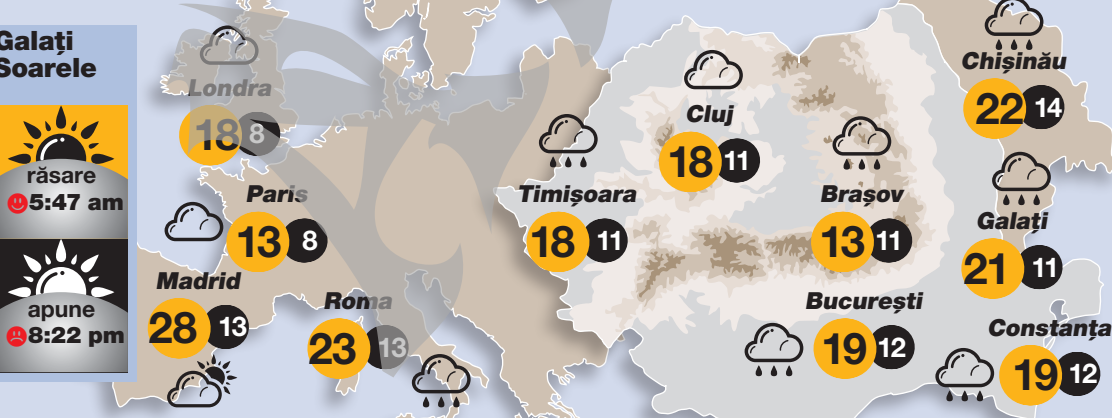 Galați
Soarele
răsare
5:47 am
apune
8:22 pm
Londra
18 8
Paris
13 8
Madrid
28 13
Roma
23 13
Timișoara
18 11
Cluj
18 11
Brașov
13 11
București
19 12
Chișinău
22 14
Galați
21 11
Constanța
19 12